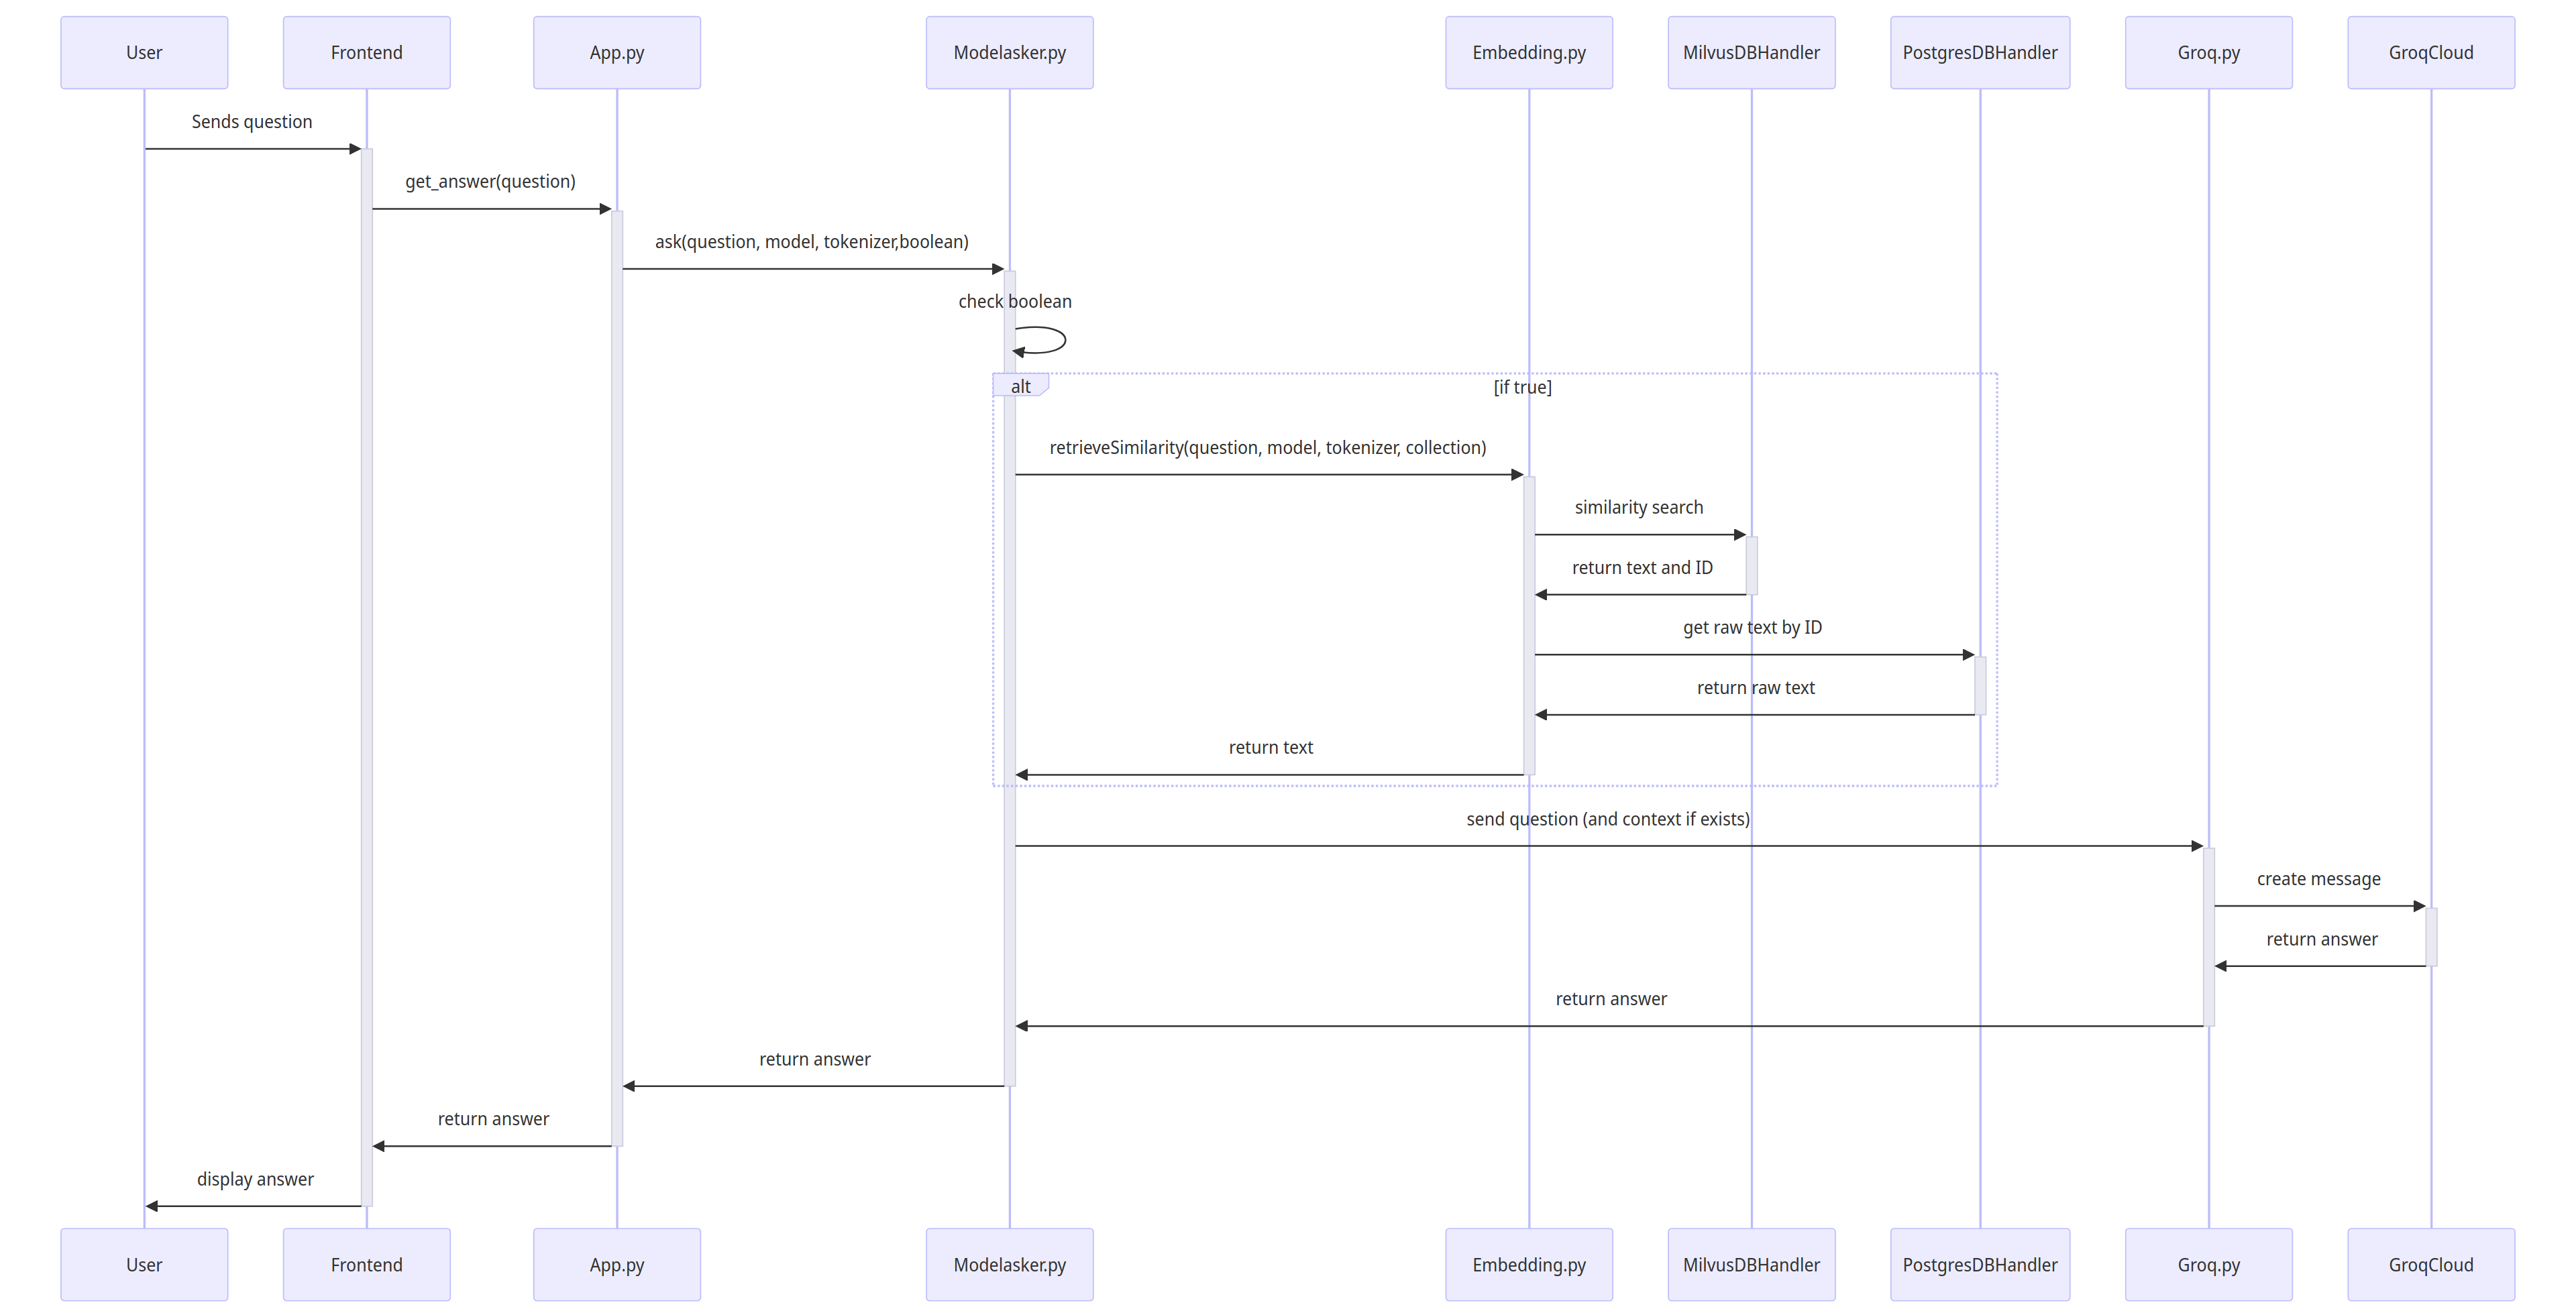 User
Frontend
App.py
Modelasker.py
Embedding.py
MilvusDBHandler
PostgresDBHandler
Groq.py
GroqCloud
Sends question
get_answer(question)
ask(question, model, tokenizer,boolean)
check boolean
alt
[if true]
retrieveSimilarity(question, model, tokenizer, collection)
similarity search
return text and ID
get raw text by ID
return raw text
return text
send question (and context if exists)
create message
return answer
return answer
return answer
return answer
display answer
User
Frontend
App.py
Modelasker.py
Embedding.py
MilvusDBHandler
PostgresDBHandler
Groq.py
GroqCloud